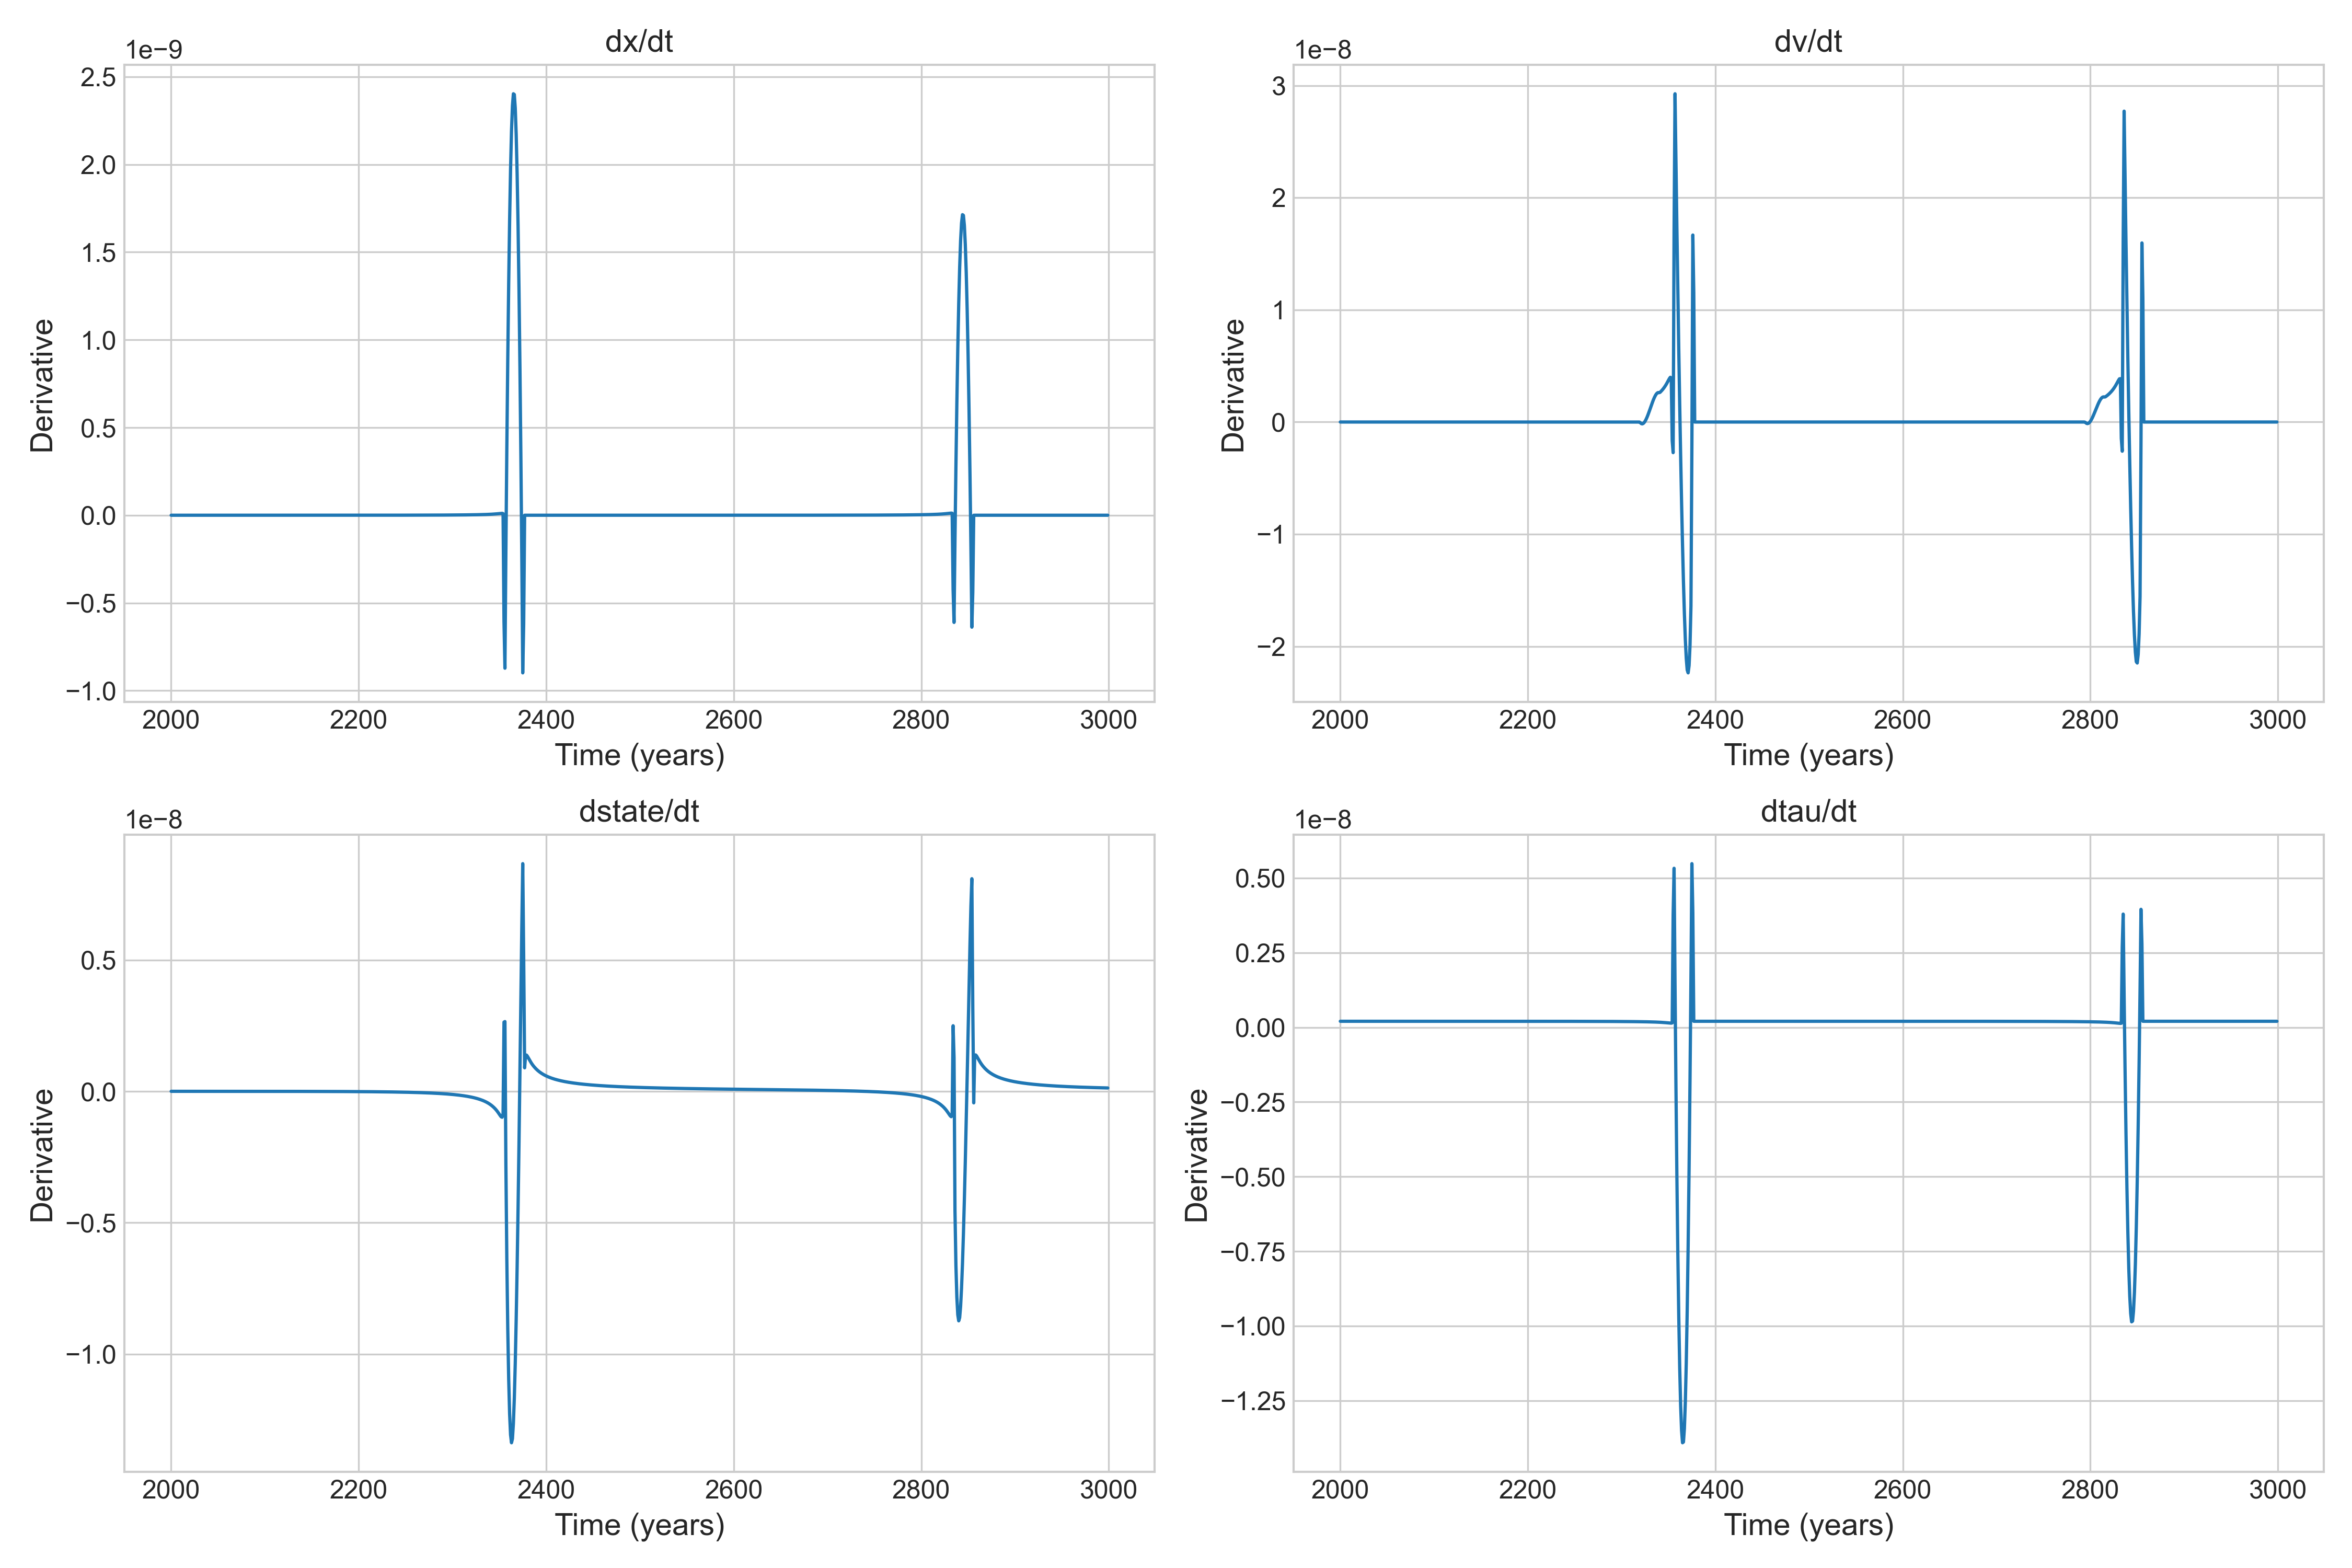 dx/dt
1e−9
2.5
2.0
1.5
1.0
0.5
0.0
−0.5
−1.0
Derivative
2000 2200 2400 2600 2800 3000
Time (years)
dv/dt
1e−8
3
2
1
0
−1
−2
Derivative
2000 2200 2400 2600 2800 3000
Time (years)
dstate/dt
1e−8
0.5
0.0
−0.5
−1.0
Derivative
2000 2200 2400 2600 2800 3000
Time (years)
dtau/dt
1e−8
0.50
0.25
0.00
−0.25
−0.50
−0.75
−1.00
−1.25
Derivative
2000 2200 2400 2600 2800 3000
Time (years)